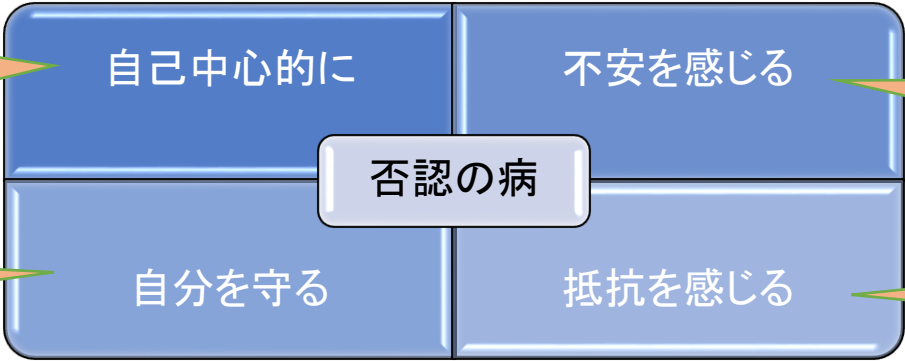 自己中心的に
不安を感じる
否認の病
自分を守る
抵抗を感じる